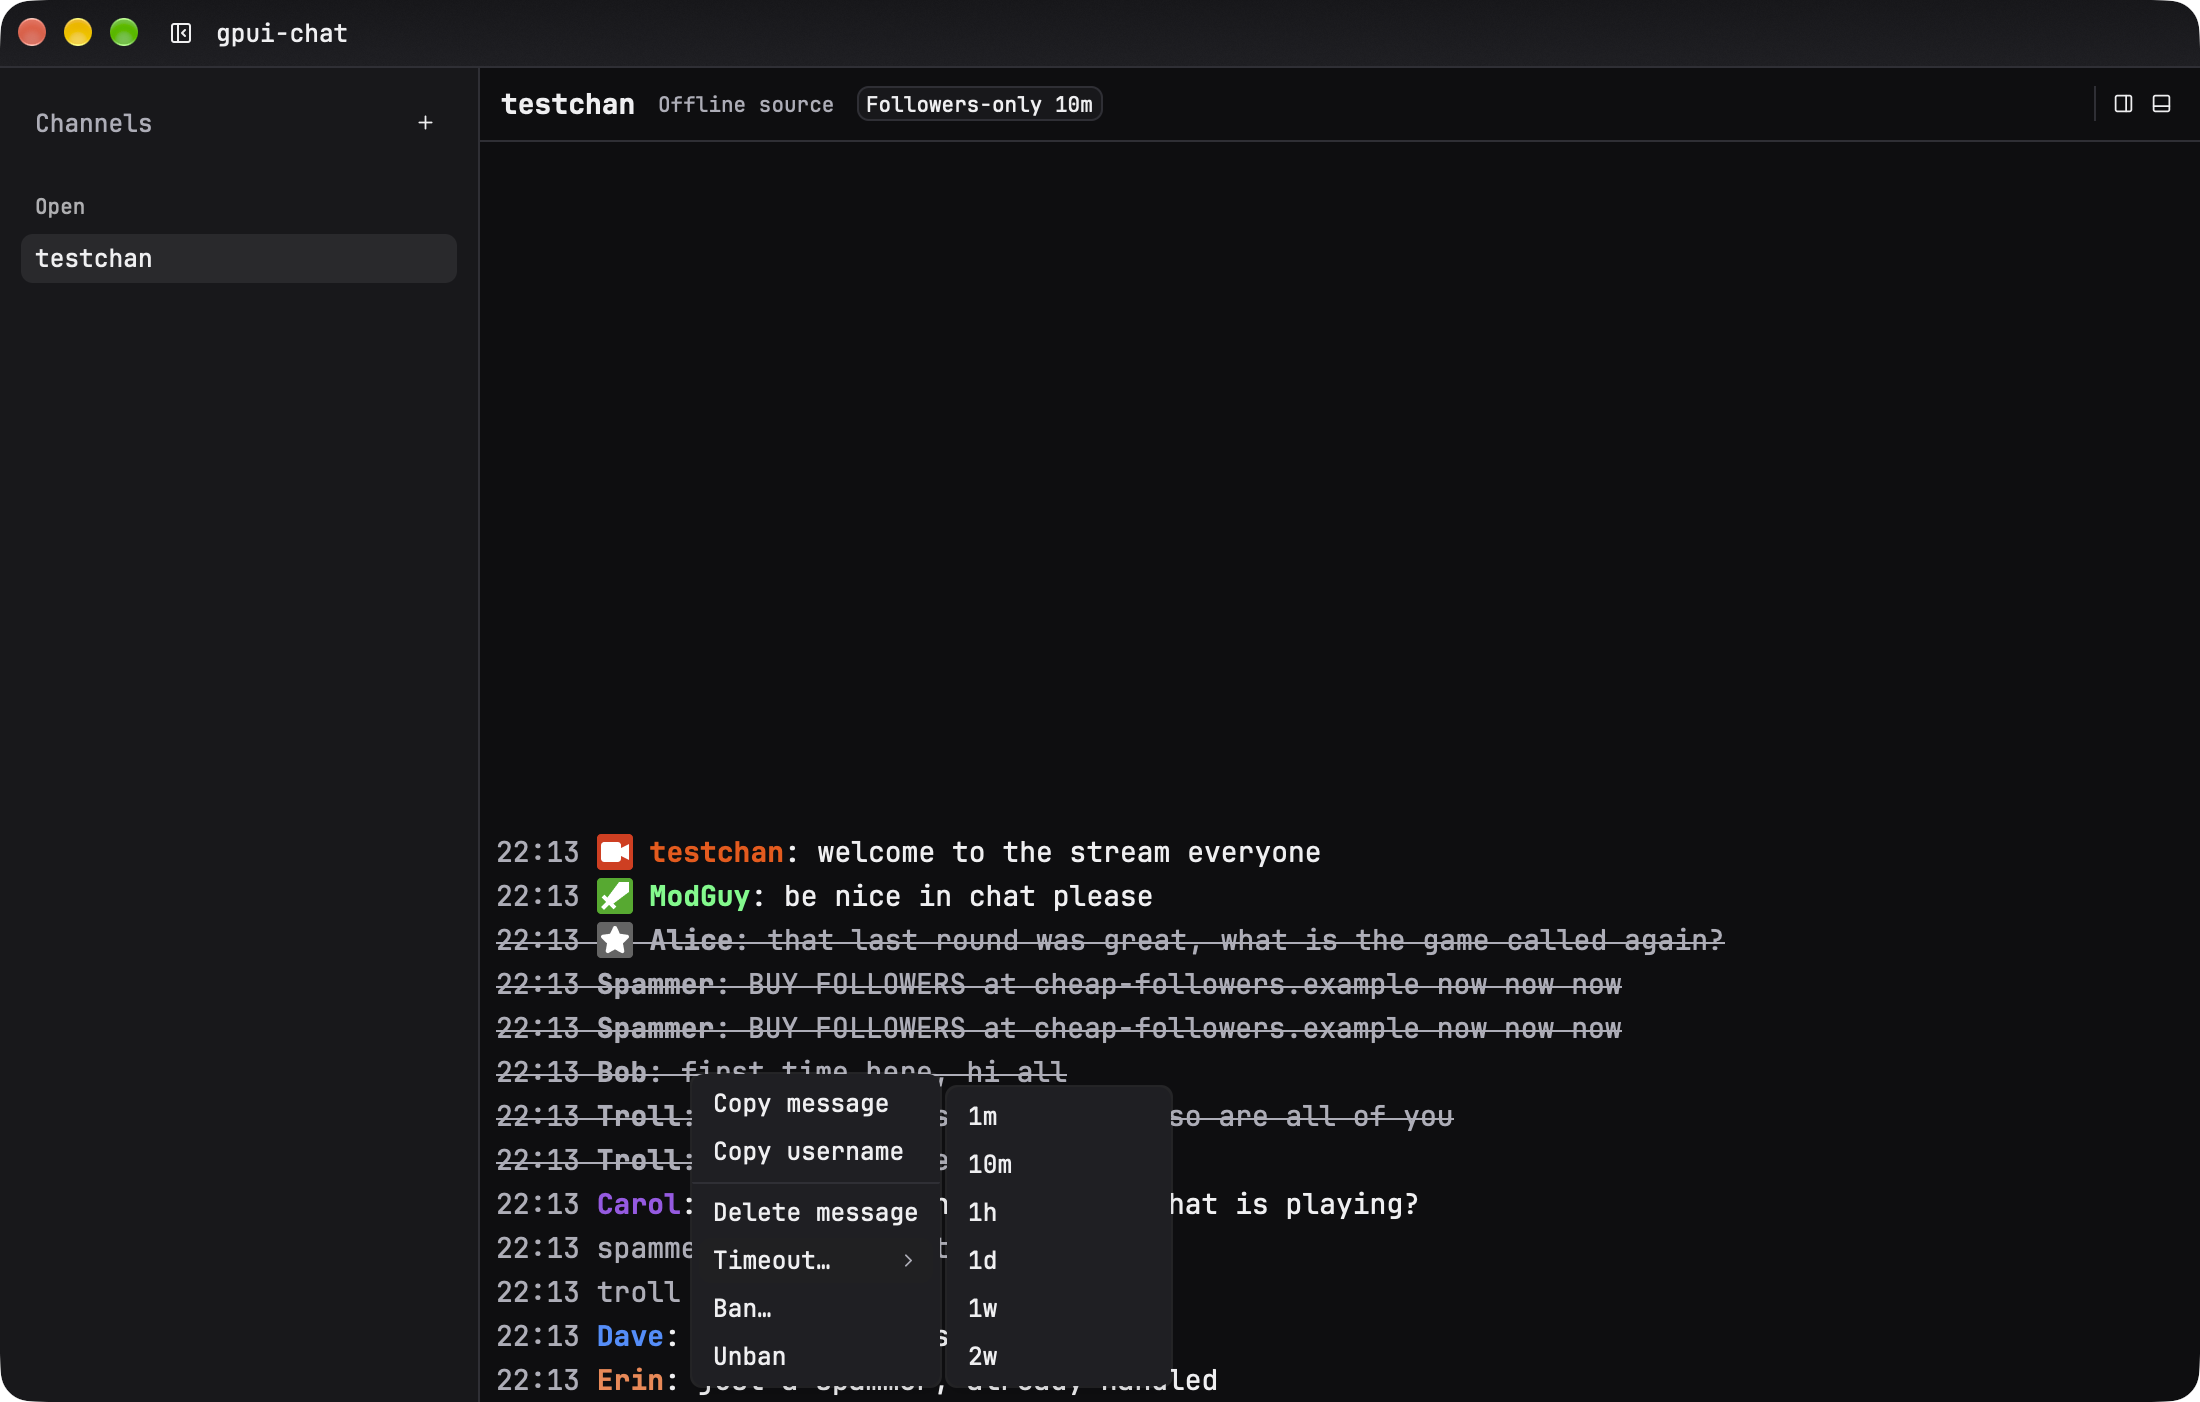 gpui-chat
Channels
Open
testchan
testchan Offline source Followers-only 10m
22:13 testchan: welcome to the stream everyone
22:13 ModGuy: be nice in chat please
22:13 Alice: that last round was great, what is the game called again?
22:13 Spammer: BUY FOLLOWERS at cheap-followers.example now now now
22:13 Spammer: BUY FOLLOWERS at cheap-followers.example now now now
22:13 Bob: first time here, hi all
22:13 Troll: so are all of you
22:13 Troll:
22:13 Carol: is playing?
22:13
22:13 troll
22:13 Dave:
22:13 Erin: just a spammer, already handled
Copy message
Copy username
Delete message
Timeout…
Ban…
Unban
1m
10m
1h
1d
1w
2w